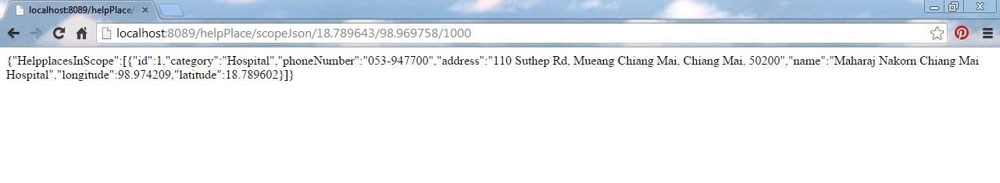 localhost:8089/helpPlace/
localhost:8089/helpPlace/scopeJson/18.789643/98.969758/1000
{"HelpplacesInScope":[{"id":1,"category":"Hospital","phoneNumber":"053-947700","address":"110 Suthep Rd, Mueang Chiang Mai, Chiang Mai, 50200","name":"Maharaj Nakorn Chiang Mai
Hospital","longitude":98.974209,"latitude":18.789602}]}